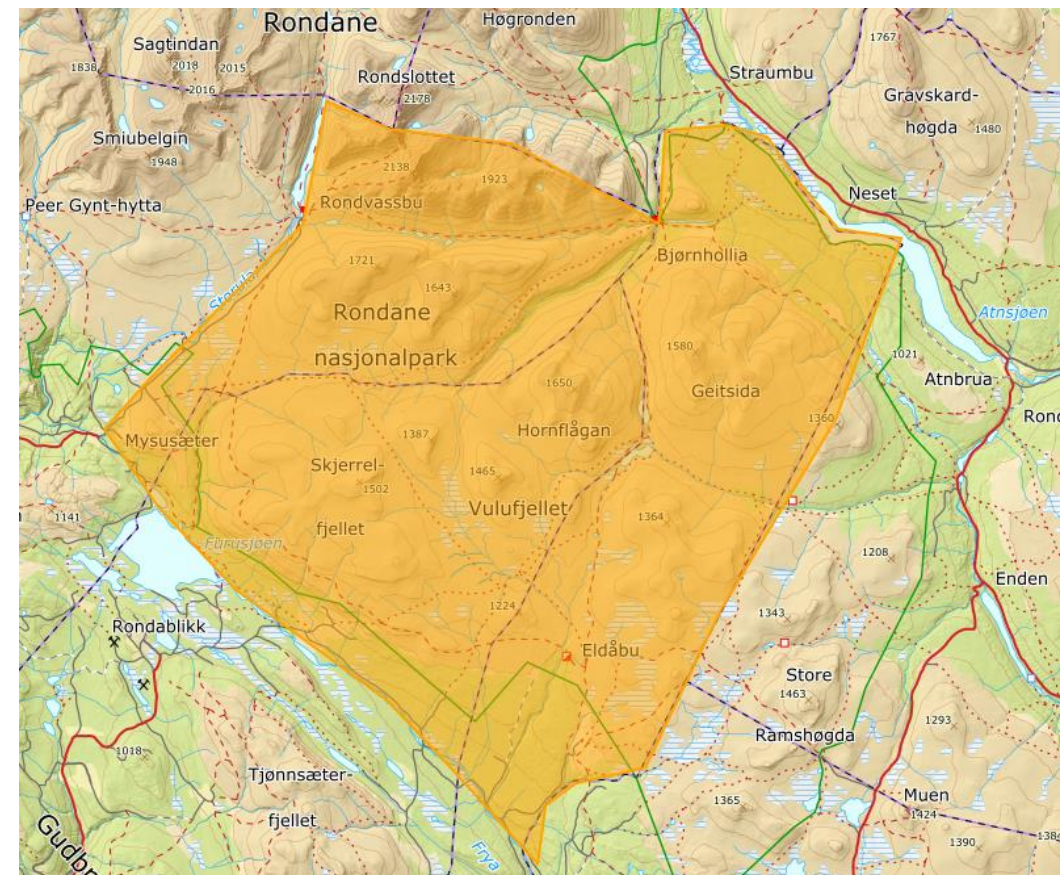 Rondane
Høgronden
Sagtindan
2018
2015
1838
2016
Rondslottet
2178
Straumbu
1767
Gravskard-
høgda
1480
Smiubelgin
1948
2138
1923
Neset
Peer Gynt-hytta
Rondvassbu
Bjørnhollia
1721
1643
Storula
Rondane
nasjonalpark
Atnsjøen
1580
1021
Atnbrua
1650
Geitsida
Hornflågan
1360
Mysusæter
1387
Skjerrel-
1502
fjellet
1465
Vulufjellet
1364
1141
Furusjøen
1208
Enden
1224
1343
Rondablikk
Eldåbu
Store
1463
Ramshøgda
1293
1018
Tjønnsæter-
fjellet
1365
Muen
1424
1390
Frya